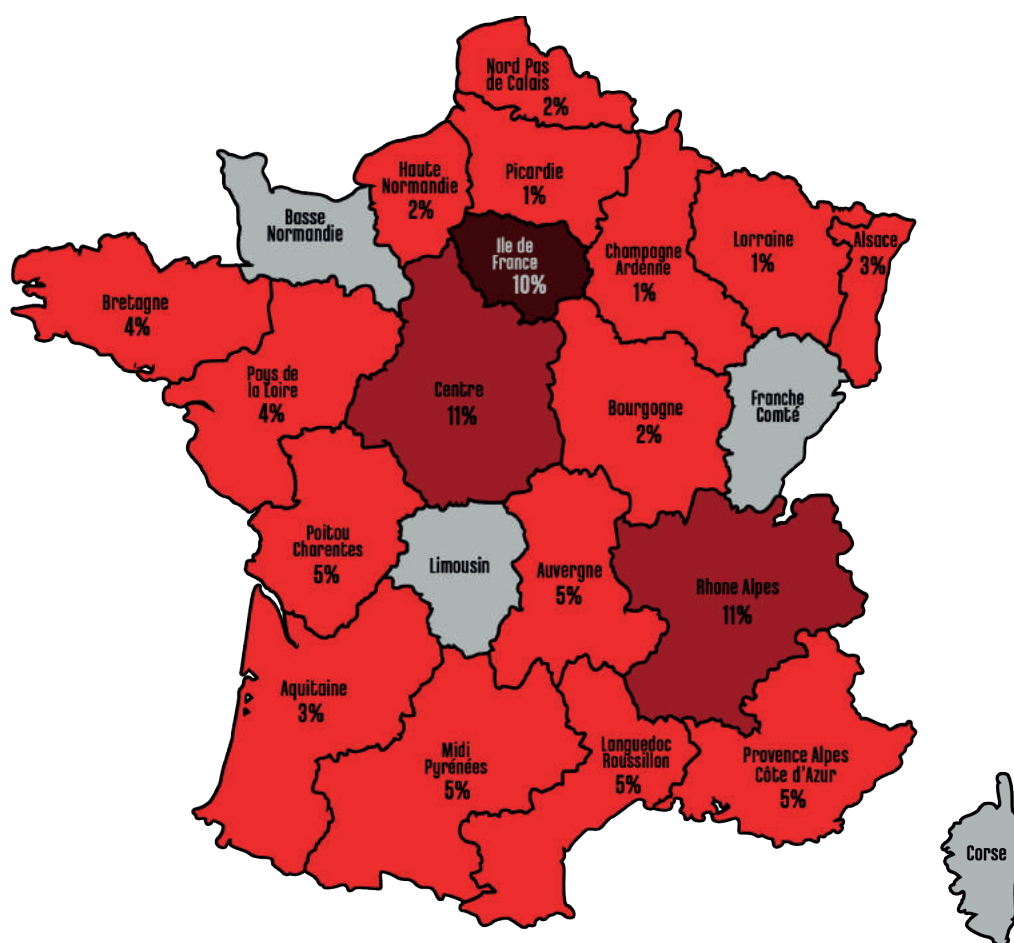 Nord Pas
de Calais
2%
Haute
Normandie
2%
Picardie
1%
Basse
Normandie
Ile de
France
10%
Champagne
Ardenne
1%
Lorraine
1%
Alsace
3%
Bretagne
4%
Pays de
la Loire
4%
Centre
11%
Bourgogne
2%
Franche
Comté
Poitou
Charentes
5%
Limousin
Auvergne
5%
Rhone Alpes
11%
Aquitaine
3%
Midi
Pyrénées
5%
Languedoc
Roussillon
5%
Provence Alpes
Côte d'Azur
5%
Corse